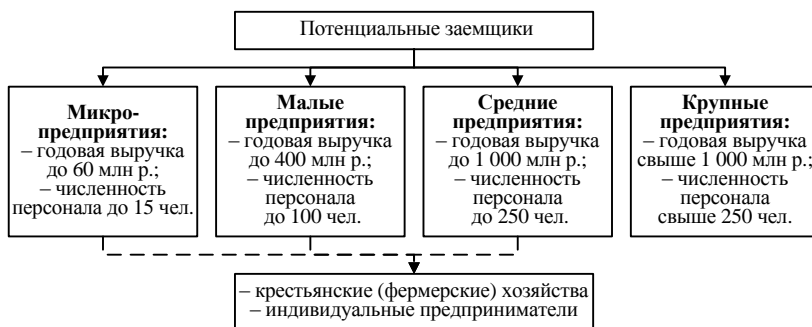 Потенциальные заемщики
Микро-
предприятия:
– годовая выручка
до 60 млн р.;
– численность
персонала до 15 чел.
Малые
предприятия:
– годовая выручка
до 400 млн р.;
– численность
персонала
до 100 чел.
Средние
предприятия:
– годовая выручка
до 1 000 млн р.;
– численность
персонала
до 250 чел.
Крупные
предприятия:
– годовая выручка
свыше 1 000 млн р.;
– численность
персонала
свыше 250 чел.
– крестьянские (фермерские) хозяйства
– индивидуальные предприниматели